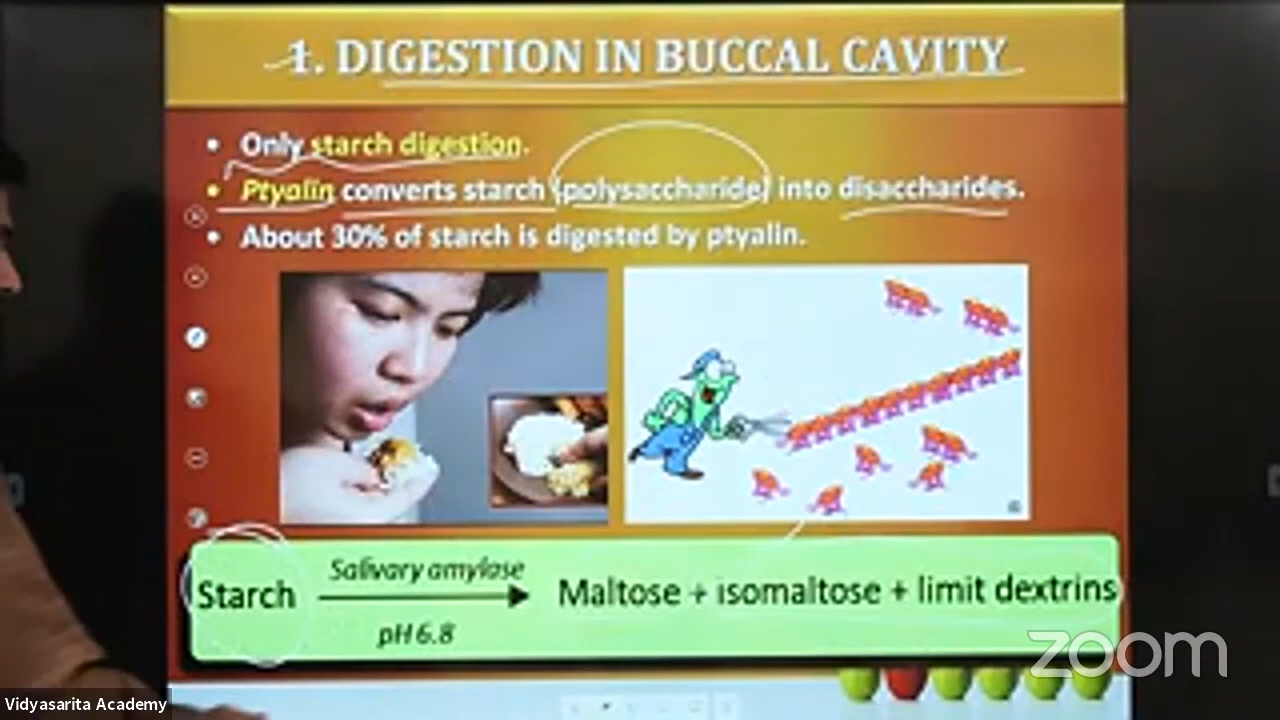 1. DIGESTION IN BUCCAL CAVITY
• Only starch digestion.
• Ptyalin converts starch (polysaccharide) into disaccharides.
• About 30% of starch is digested by ptyalin.
Salivary amylase
Starch Maltose + isomaltose + limit dextrins
pH 6.8
zoom
Vidyasarita Academy